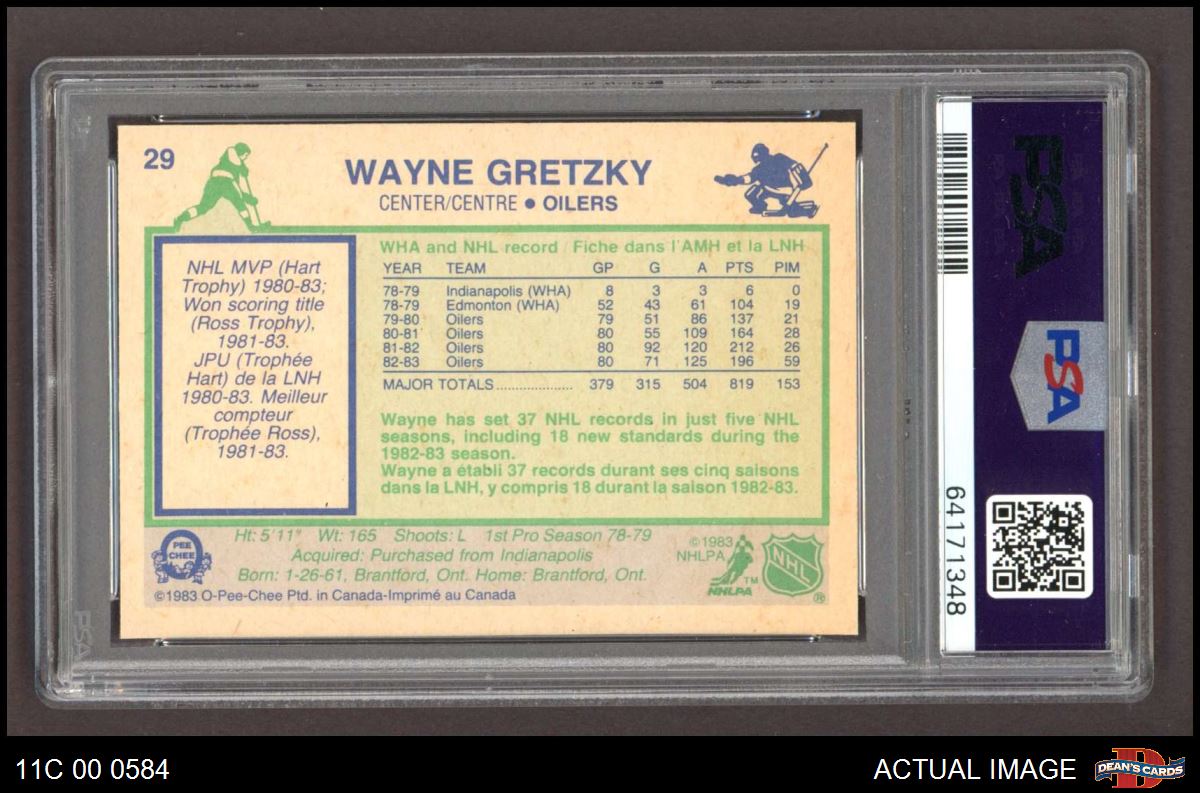 29
WAYNE GRETZKY
CENTER/CENTRE ● OILERS
NHL MVP (Hart
Trophy) 1980-83;
Won scoring title
(Ross Trophy),
1981-83.
JPU (Trophée
Hart) de la LNH
1980-83. Meilleur
compteur
(Trophée Ross),
1981-83.
WHA and NHL record / Fiche dans l'AMH et la LNH
YEAR TEAM GP G A PTS PIM
78-79 Indianapolis (WHA) 8 3 3 6 0
78-79 Edmonton (WHA) 52 43 61 104 19
79-80 Oilers 79 51 86 137 21
80-81 Oilers 80 55 109 164 28
81-82 Oilers 80 92 120 212 26
82-83 Oilers 80 71 125 196 59
MAJOR TOTALS................... 379 315 504 819 153
Wayne has set 37 NHL records in just five NHL
seasons, including 18 new standards during the
1982-83 season.
Wayne a établi 37 records durant ses cinq saisons
dans la LNH, y compris 18 durant la saison 1982-83.
PEE
CHEE
Ht: 5'11" Wt: 165 Shoots: L 1st Pro Season 78-79
Acquired: Purchased from Indianapolis
Born: 1-26-61, Brantford, Ont. Home: Brantford, Ont.
©1983 O-Pee-Chee Ptd. in Canada-Imprimé au Canada
©1983
NHLPA
TM
NHLPA
NHL
®
PSA
PSA
PSA
64171348
11C 00 0584
ACTUAL IMAGE
DEAN'S CARDS